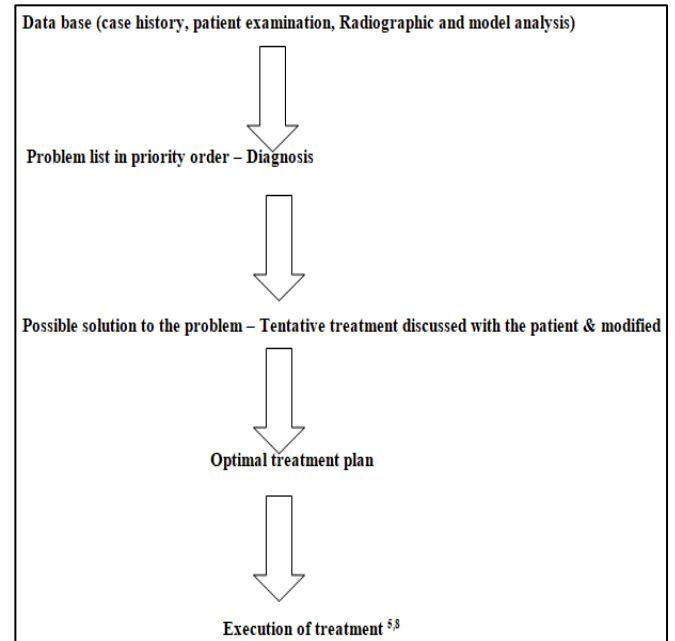 Data base (case history, patient examination, Radiographic and model analysis)
Problem list in priority order – Diagnosis
Possible solution to the problem – Tentative treatment discussed with the patient & modified
Optimal treatment plan
Execution of treatment 5,8